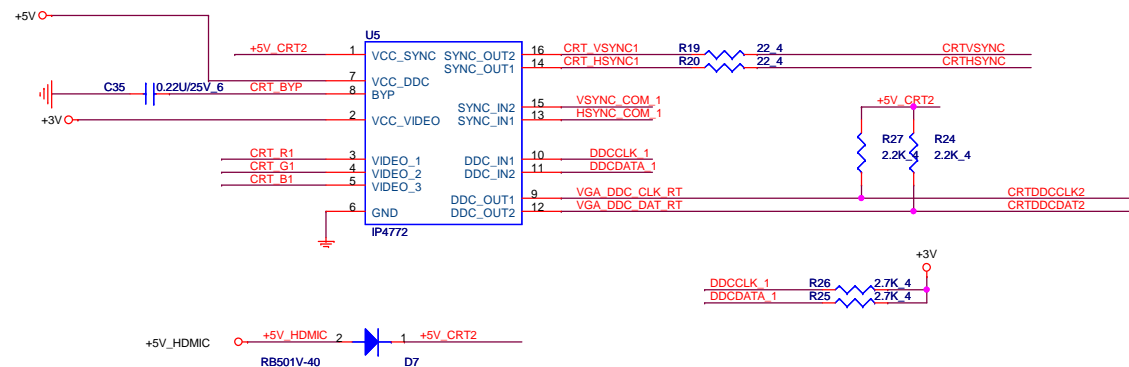 +5V
U5
+5V_CRT2 1 VCC_SYNC SYNC_OUT2 16 CRT_VSYNC1 R19 22_4 CRTVSYNC
SYNC_OUT1 14 CRT_HSYNC1 R20 22_4 CRTHSYNC
7 VCC_DDC
C35 0.22U/25V_6 CRT_BYP 8 BYP
SYNC_IN2 15 VSYNC_COM_1 +5V_CRT2
+3V 2 VCC_VIDEO SYNC_IN1 13 HSYNC_COM_1
R27 R24
2.2K_4 2.2K_4
CRT_R1 3 VIDEO_1 DDC_IN1 10 DDCCLK_1
CRT_G1 4 VIDEO_2 DDC_IN2 11 DDCDATA_1
CRT_B1 5 VIDEO_3
DDC_OUT1 9 VGA_DDC_CLK_RT CRTDDCCLK2
6 GND DDC_OUT2 12 VGA_DDC_DAT_RT CRTDDCDAT2
IP4772
+3V
DDCCLK_1 R26 2.7K_4
DDCDATA_1 R25 2.7K_4
+5V_HDMIC +5V_HDMIC 2 1 +5V_CRT2
RB501V-40 D7